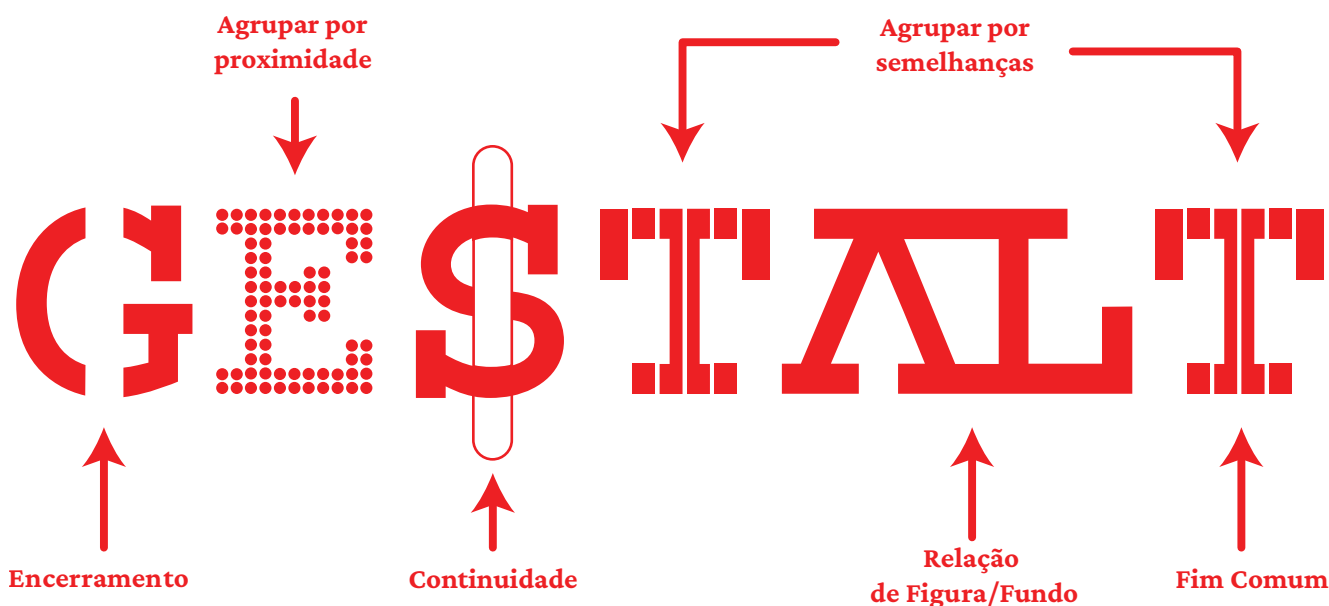 Agrupar por
proximidade
Agrupar por
semelhanças
GESTALT
Encerramento
Continuidade
Relação
de Figura/Fundo
Fim Comum